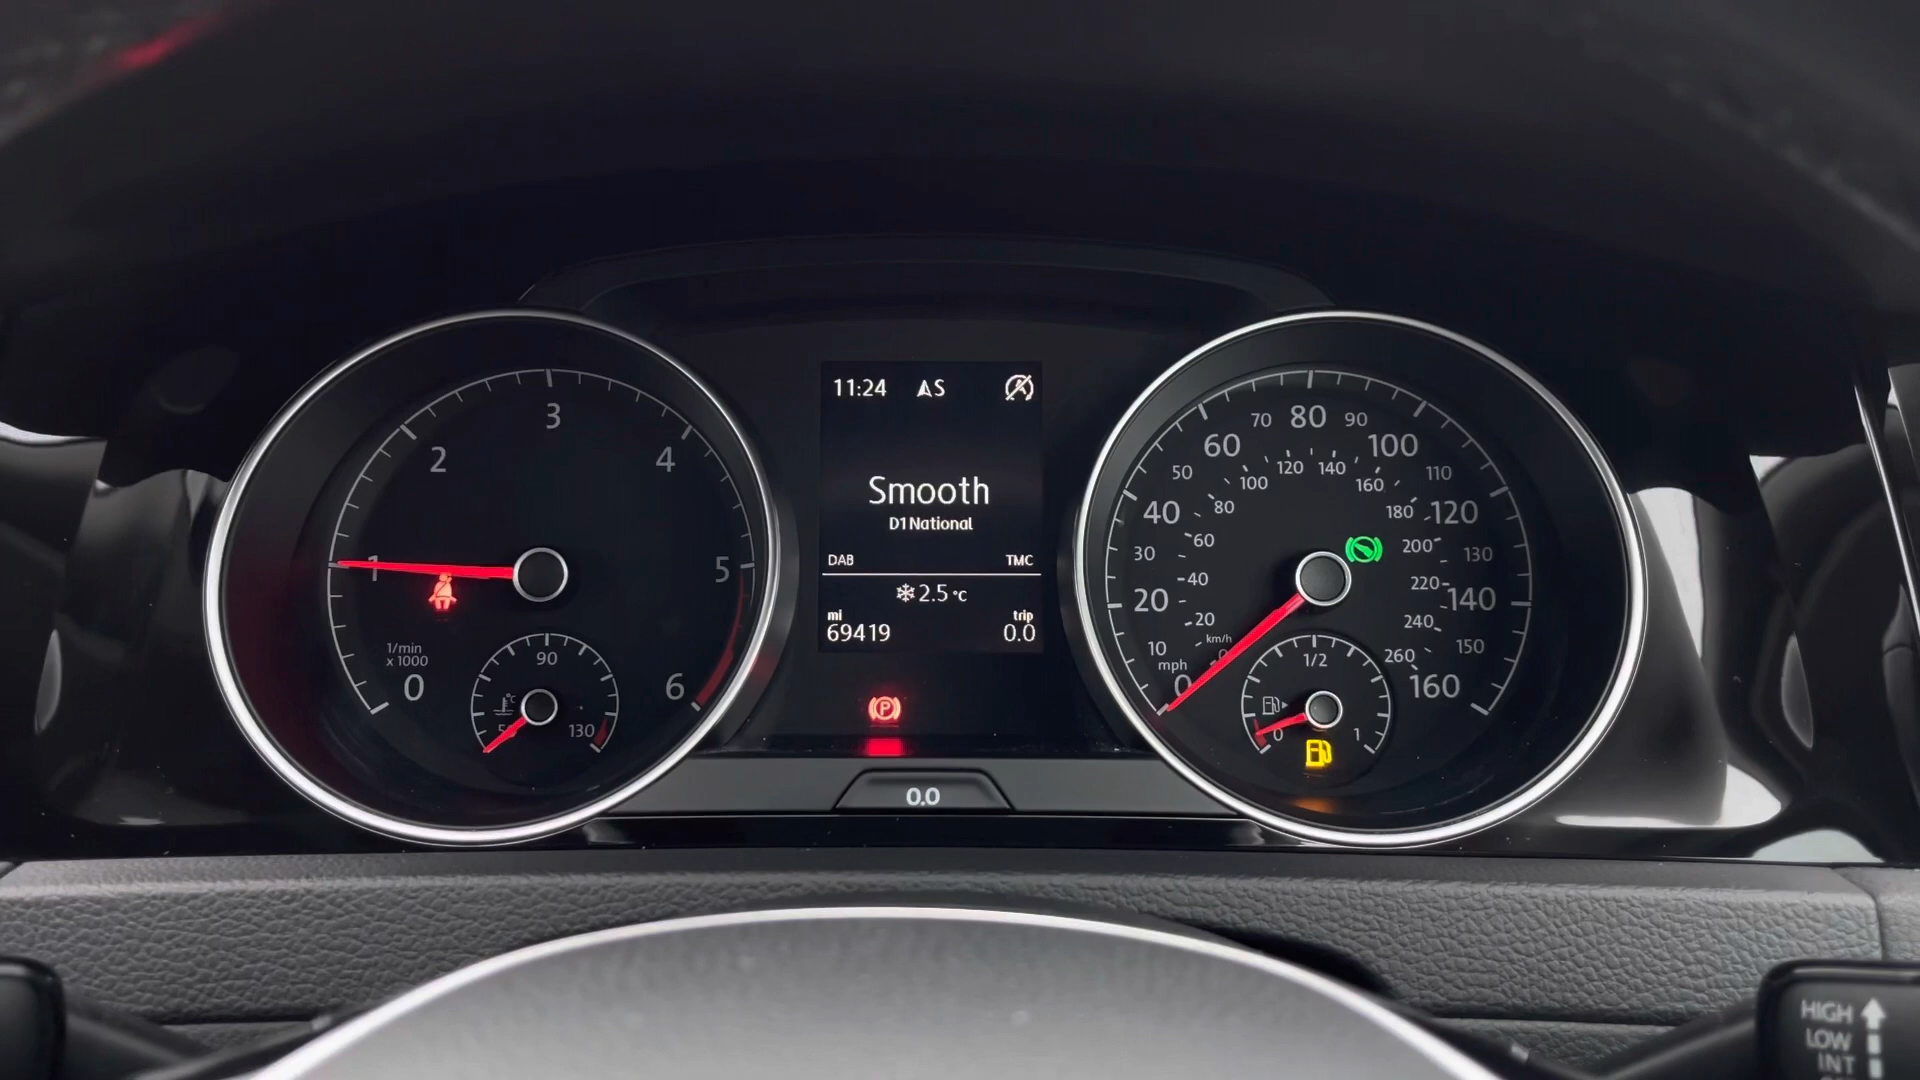 11:24 S
Smooth
D1 National
DAB TMC
2.5 °C
mi trip
69419 0.0
P
0.0
0 1 2 3 4 5 6
1/min
x 1000
90
°C
130
0 10 20 30 40 50 60 70 80 90 100 110 120 130 140 150 160
mph
km/h
0 20 40 60 80 100 120 140 160 180 200 220 240 260
1/2
0 1
HIGH
LOW
INT